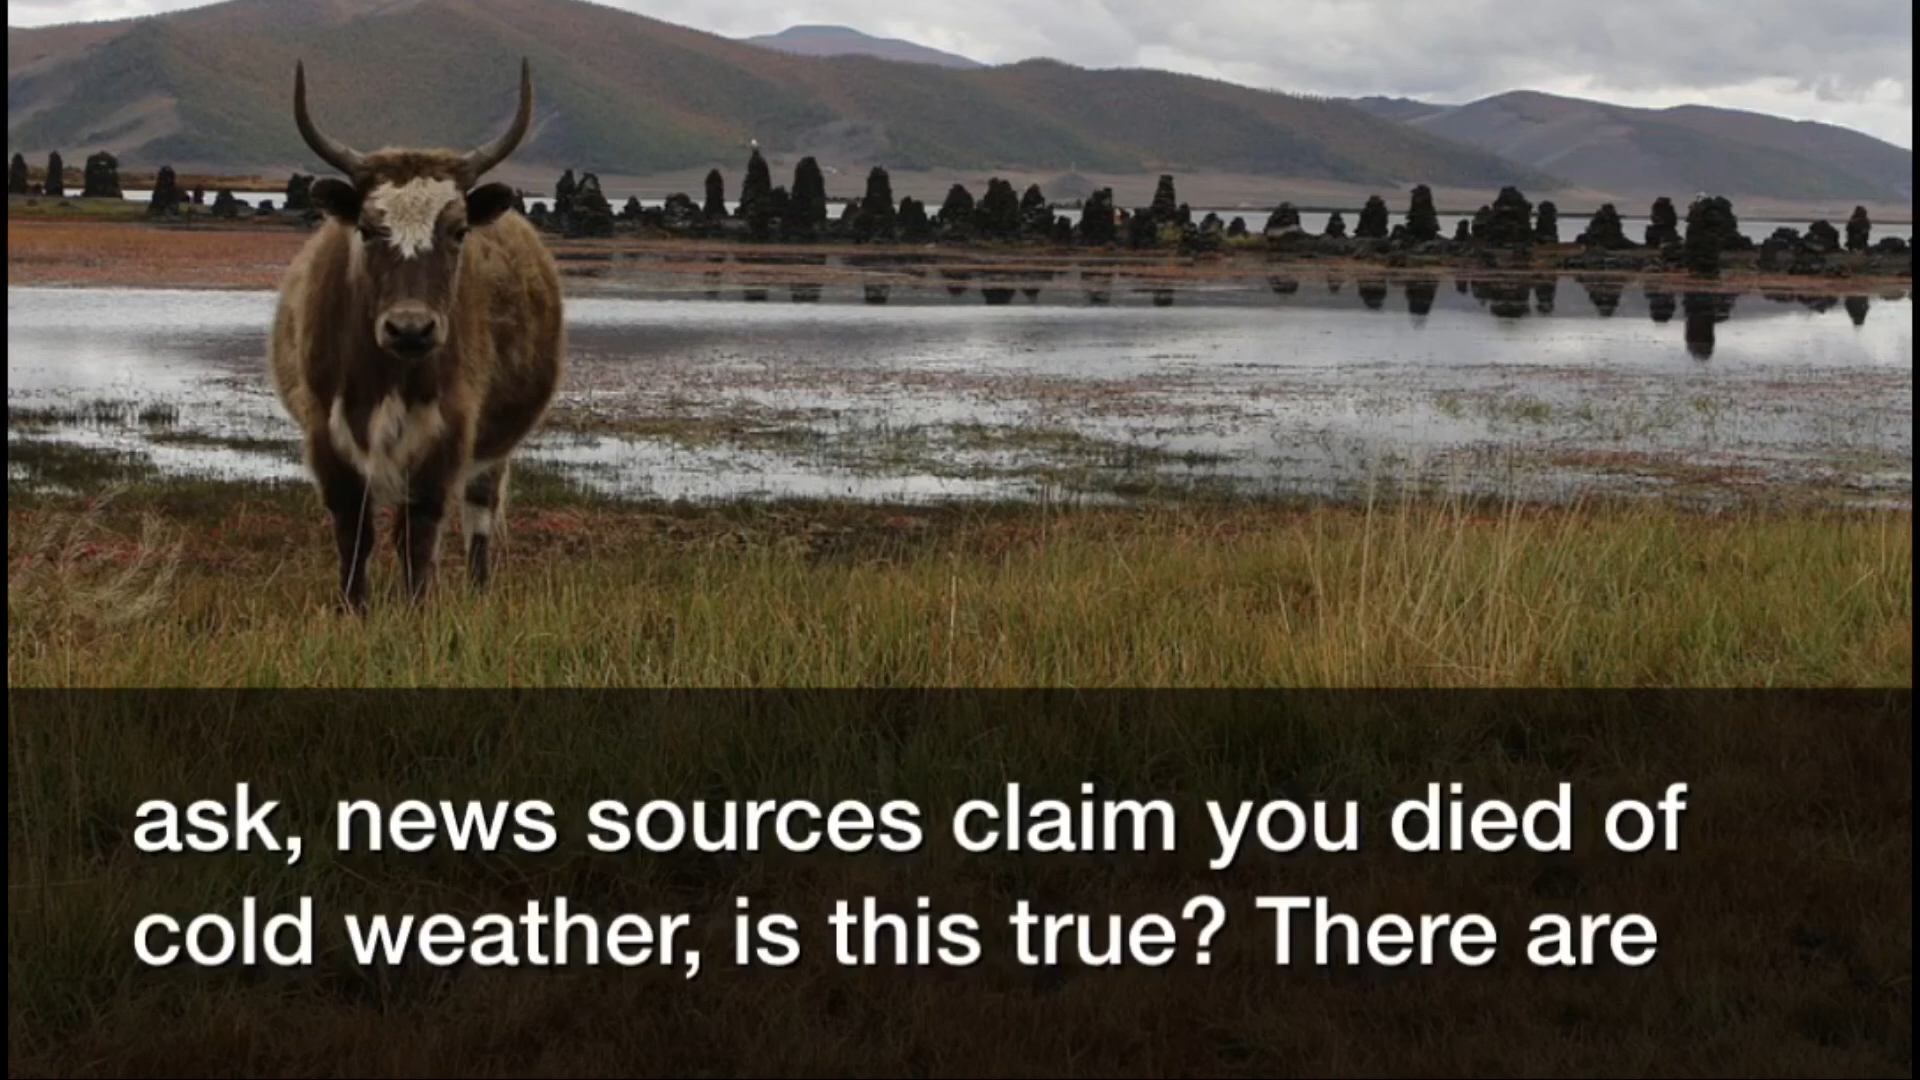 ask, news sources claim you died of
cold weather, is this true? There are